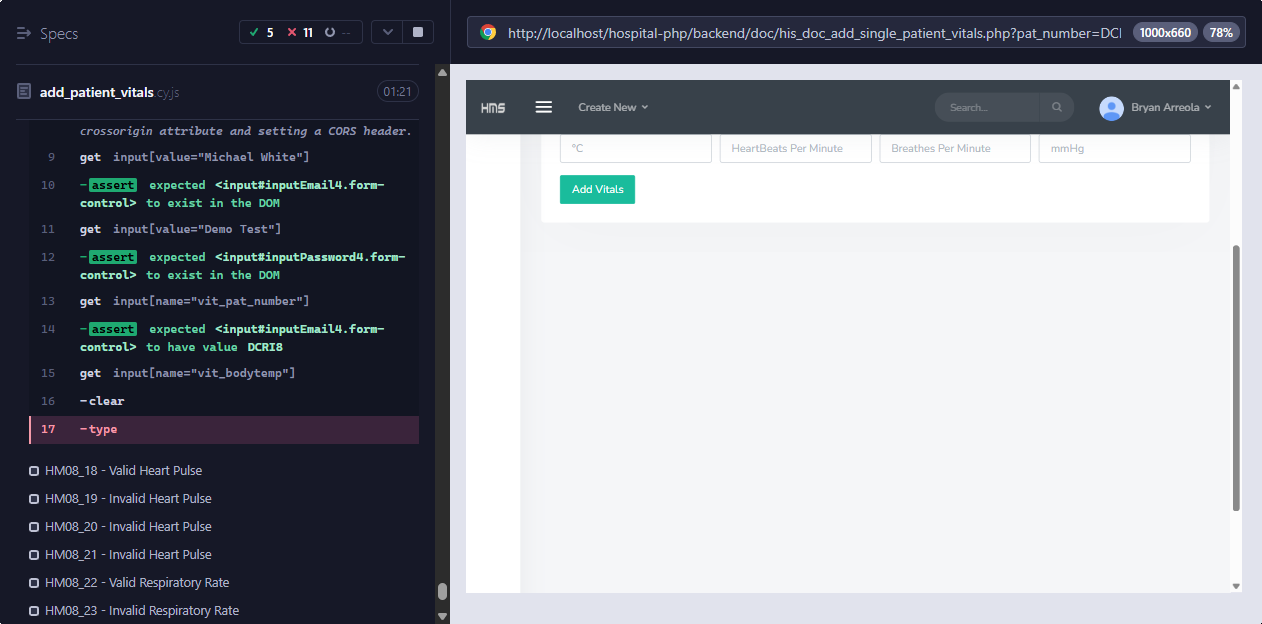 Specs
5 11 --
add_patient_vitals.cy.js 01:21
crossorigin attribute and setting a CORS header.
9 get input[value="Michael White"]
10 -assert expected <input#inputEmail4.form-
control> to exist in the DOM
11 get input[value="Demo Test"]
12 -assert expected <input#inputPassword4.form-
control> to exist in the DOM
13 get input[name="vit_pat_number"]
14 -assert expected <input#inputEmail4.form-
control> to have value DCRI8
15 get input[name="vit_bodytemp"]
16 -clear
17 -type
HM08_18 - Valid Heart Pulse
HM08_19 - Invalid Heart Pulse
HM08_20 - Invalid Heart Pulse
HM08_21 - Invalid Heart Pulse
HM08_22 - Valid Respiratory Rate
HM08_23 - Invalid Respiratory Rate
http://localhost/hospital-php/backend/doc/his_doc_add_single_patient_vitals.php?pat_number=DCI 1000x660 78%
HMS Create New Search... Bryan Arreola
°C HeartBeats Per Minute Breathes Per Minute mmHg
Add Vitals